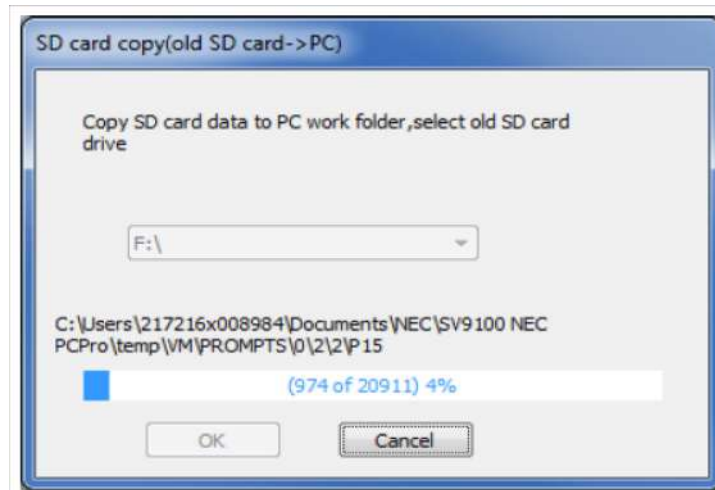 SD card copy(old SD card->PC)
Copy SD card data to PC work folder,select old SD card
drive
F:\
C:\Users\217216x008984\Documents\NEC\SV9100 NEC
PCPro\temp\VM\PROMPTS\0\2\2\P15
(974 of 20911) 4%
OK
Cancel